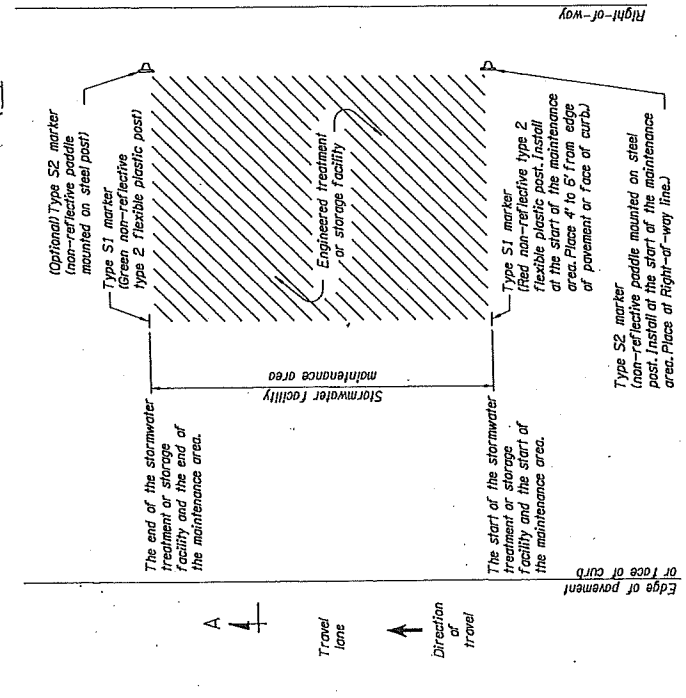 Right-of-way
(Optional) Type S2 marker
(non-reflective paddle
mounted on steel post)
Type S1 marker
(Green non-reflective
type 2 flexible plastic post)
Engineered treatment
or storage facility
Type S1 marker
(Red non-reflective type 2
flexible plastic post. Install
at the start of the maintenance
area. Place 4' to 6' from edge
of pavement or face of curb.)
Type S2 marker
(non-reflective paddle mounted on steel
post. Install at the start of the maintenance
area. Place at Right-of-way line.)
Stormwater facility
maintenance area
The end of the stormwater
treatment or storage
facility and the end of
the maintenance area.
The start of the stormwater
treatment or storage
facility and the start of
the maintenance area.
Edge of pavement
or face of curb
A
Travel
lane
Direction
of
travel